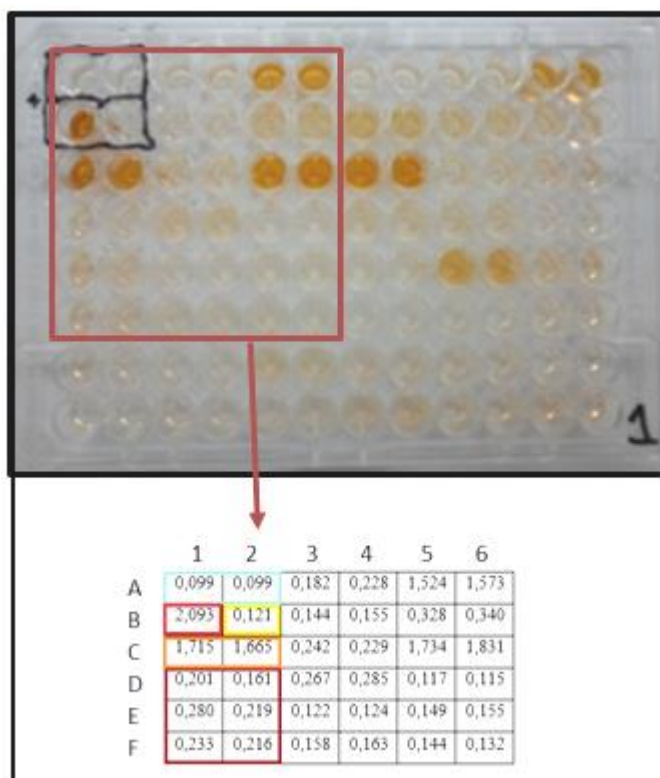 +
1
1 2 3 4 5 6
A 0,099 0,099 0,182 0,228 1,524 1,573
B 2,093 0,121 0,144 0,155 0,328 0,340
C 1,715 1,665 0,242 0,229 1,734 1,831
D 0,201 0,161 0,267 0,285 0,117 0,115
E 0,280 0,219 0,122 0,124 0,149 0,155
F 0,233 0,216 0,158 0,163 0,144 0,132